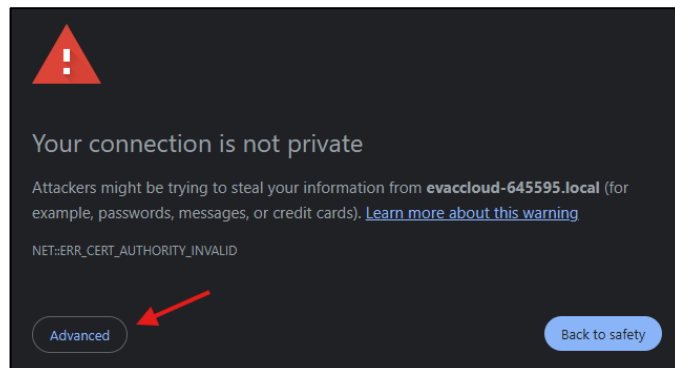 Your connection is not private
Attackers might be trying to steal your information from evaccloud-645595.local (for
example, passwords, messages, or credit cards). Learn more about this warning
NET::ERR_CERT_AUTHORITY_INVALID
Advanced
Back to safety